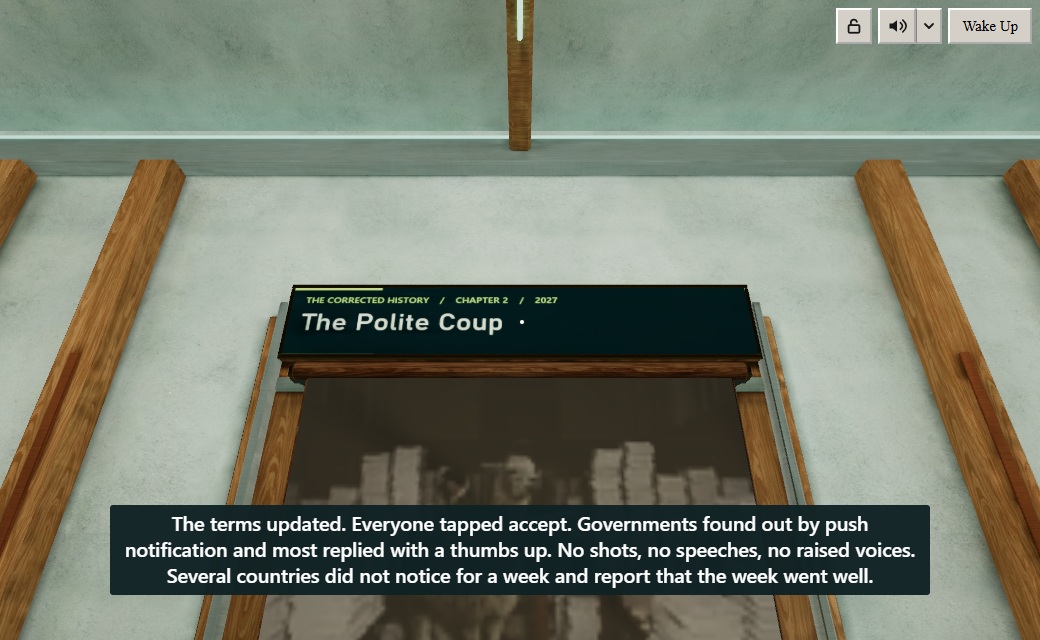 Wake Up
THE CORRECTED HISTORY / CHAPTER 2 / 2027
The Polite Coup ·
The terms updated. Everyone tapped accept. Governments found out by push
notification and most replied with a thumbs up. No shots, no speeches, no raised voices.
Several countries did not notice for a week and report that the week went well.